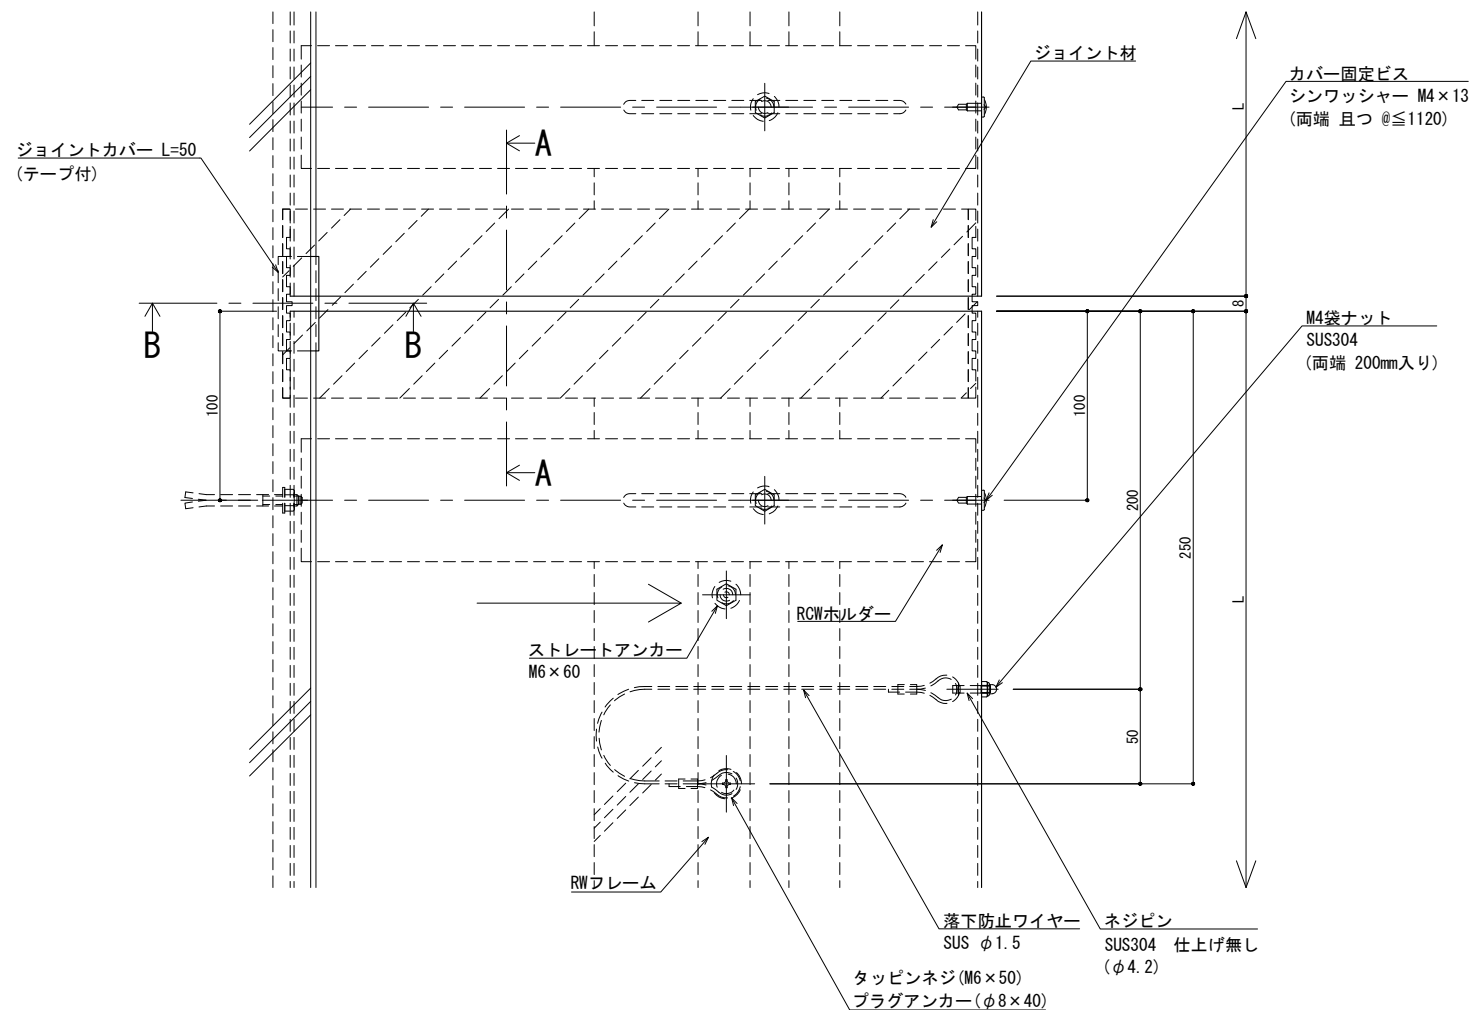 ジョイント材
カバー固定ビス
シンワッシャー M4×13
(両端 且つ @≦1120)
L
ジョイントカバー L=50
(テープ付)
A
8
B
B
M4袋ナット
SUS304
(両端 200mm入り)
100
100
A
200
250
RCWホルダー
L
ストレートアンカー
M6×60
50
RWフレーム
落下防止ワイヤー
SUS φ1.5
ネジピン
SUS304 仕上げ無し
(φ4.2)
タッピンネジ(M6×50)
プラグアンカー(φ8×40)